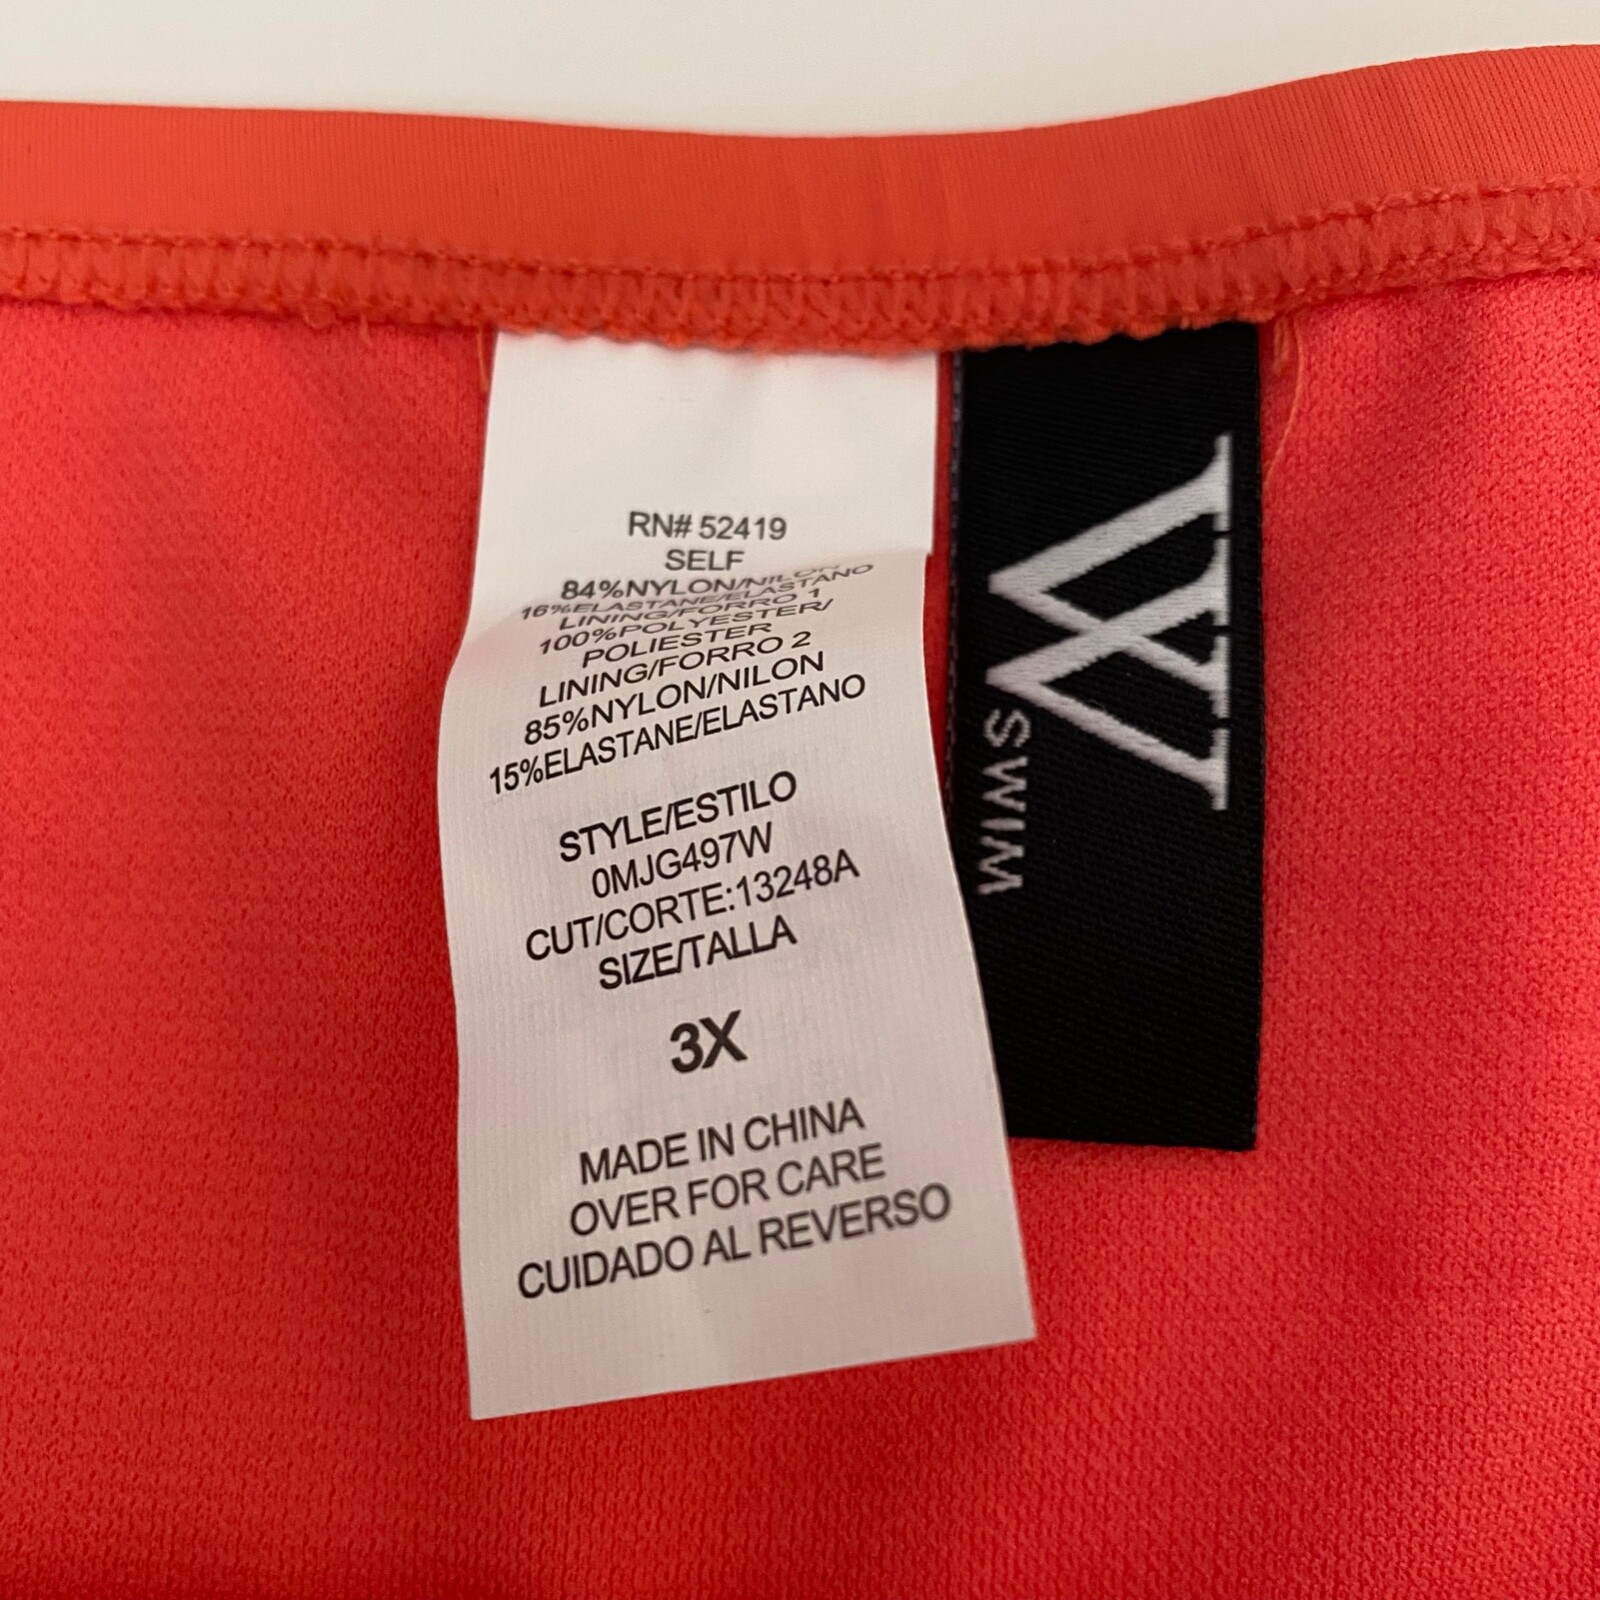 RN# 52419
SELF
84%NYLON/NILON
16%ELASTANE/ELASTANO
LINING/FORRO 1
100%POLYESTER/
POLIESTER
LINING/FORRO 2
85%NYLON/NILON
15%ELASTANE/ELASTANO
STYLE/ESTILO
0MJG497W
CUT/CORTE:13248A
SIZE/TALLA
3X
MADE IN CHINA
OVER FOR CARE
CUIDADO AL REVERSO
W
SWIM